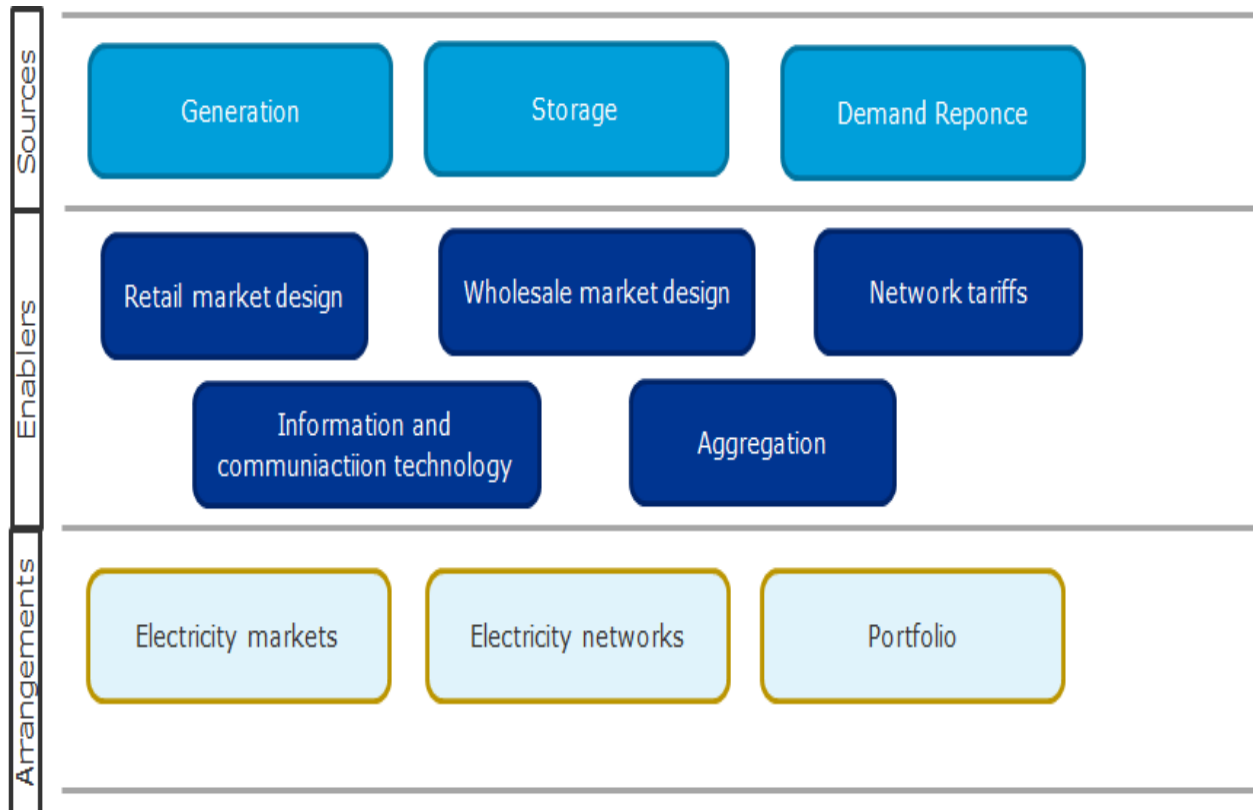 Sources
Generation
Storage
Demand Reponce
Enablers
Retail market design
Wholesale market design
Network tariffs
Information and
communiactiion technology
Aggregation
Arrangements
Electricity markets
Electricity networks
Portfolio